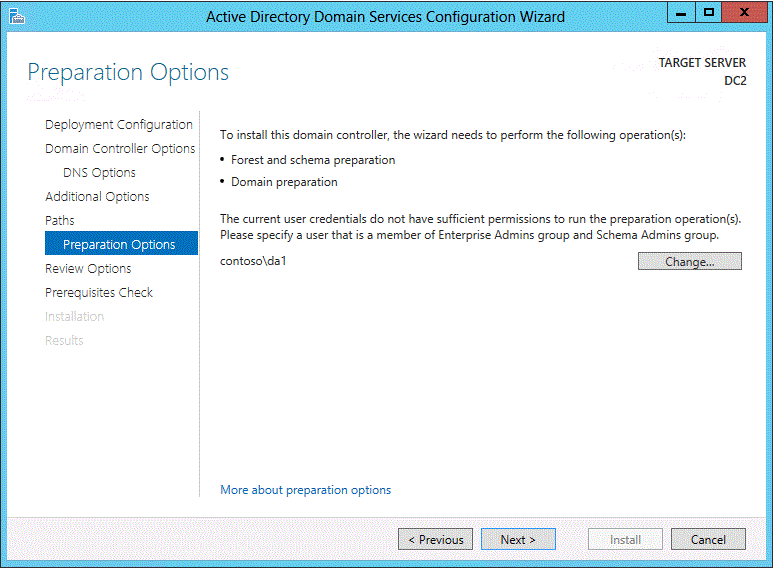 Active Directory Domain Services Configuration Wizard
Preparation Options
TARGET SERVER
DC2
Deployment Configuration
Domain Controller Options
DNS Options
Additional Options
Paths
Preparation Options
Review Options
Prerequisites Check
Installation
Results
To install this domain controller, the wizard needs to perform the following operation(s):
• Forest and schema preparation
• Domain preparation
The current user credentials do not have sufficient permissions to run the preparation operation(s).
Please specify a user that is a member of Enterprise Admins group and Schema Admins group.
contoso\da1
Change...
More about preparation options
< Previous
Next >
Install
Cancel